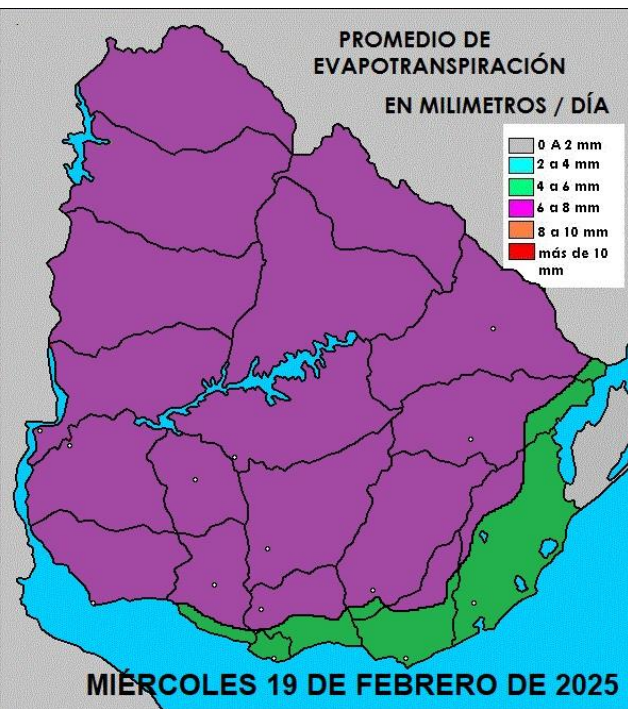 PROMEDIO DE
EVAPOTRANSPIRACIÓN
EN MILIMETROS / DÍA
0 A 2 mm
2 a 4 mm
4 a 6 mm
6 a 8 mm
8 a 10 mm
más de 10
mm
MIÉRCOLES 19 DE FEBRERO DE 2025